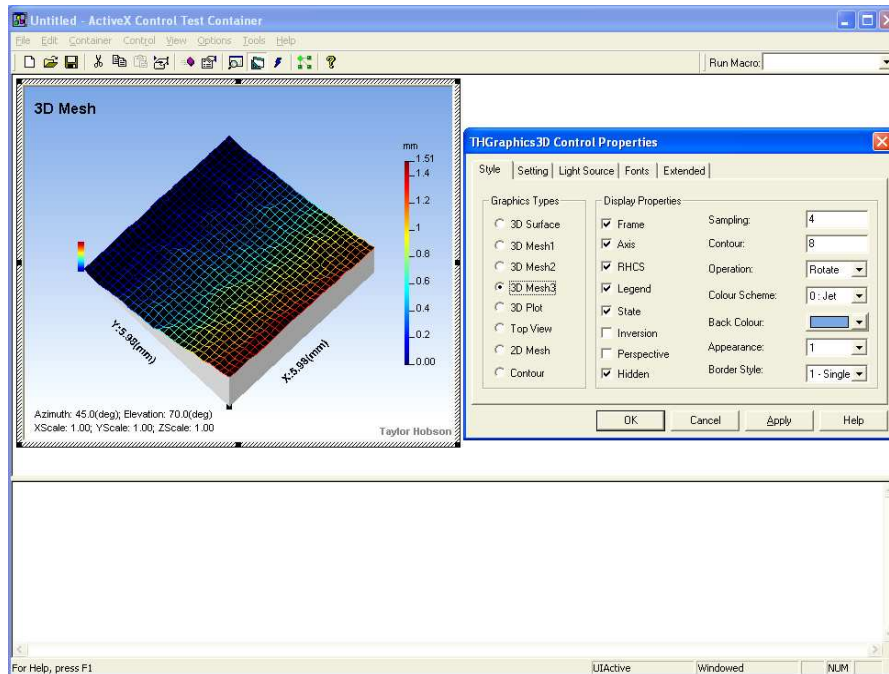 Untitled - ActiveX Control Test Container
File Edit Container Control View Options Tools Help
Run Macro:
3D Mesh
mm
1.51
1.4
1.2
1
0.8
0.6
0.4
0.2
0.00
Y:5.98(mm)
X:5.99(mm)
Azimuth: 45.0(deg); Elevation: 70.0(deg)
XScale: 1.00; YScale: 1.00; ZScale: 1.00
Taylor Hobson
THGraphics3D Control Properties
Style Setting Light Source Fonts Extended
Graphics Types
3D Surface
3D Mesh1
3D Mesh2
3D Mesh3
3D Plot
Top View
2D Mesh
Contour
Display Properties
Frame
Axis
RHCS
Legend
State
Inversion
Perspective
Hidden
Sampling: 4
Contour: 8
Operation: Rotate
Colour Scheme: 0 : Jet
Back Colour:
Appearance: 1
Border Style: 1 - Single
OK Cancel Apply Help
For Help, press F1
UIActive Windowed NUM